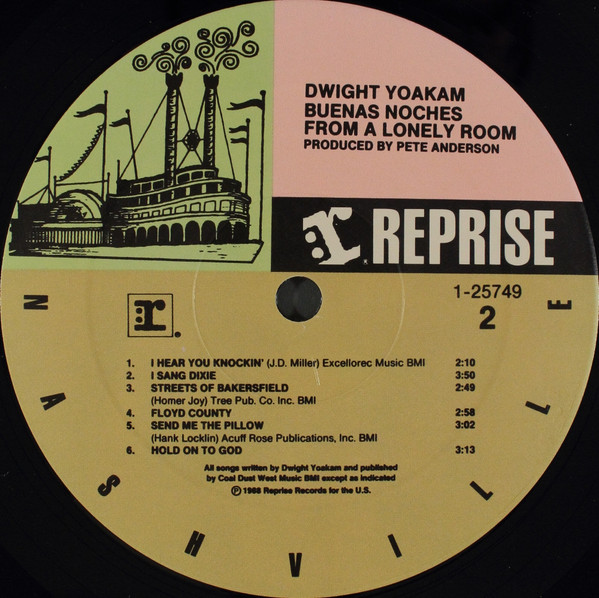 DWIGHT YOAKAM
BUENAS NOCHES
FROM A LONELY ROOM
PRODUCED BY PETE ANDERSON
r® REPRISE
1-25749
2
r.
1. I HEAR YOU KNOCKIN' (J.D. Miller) Excellorec Music BMI 2:10
2. I SANG DIXIE 3:50
3. STREETS OF BAKERSFIELD 2:49
(Homer Joy) Tree Pub. Co. Inc. BMI
4. FLOYD COUNTY 2:58
5. SEND ME THE PILLOW 3:02
(Hank Locklin) Acuff Rose Publications, Inc. BMI
6. HOLD ON TO GOD 3:13
All songs written by Dwight Yoakam and published
by Coal Dust West Music BMI except as indicated
℗ 1988 Reprise Records for the U.S.
NASHVILLE